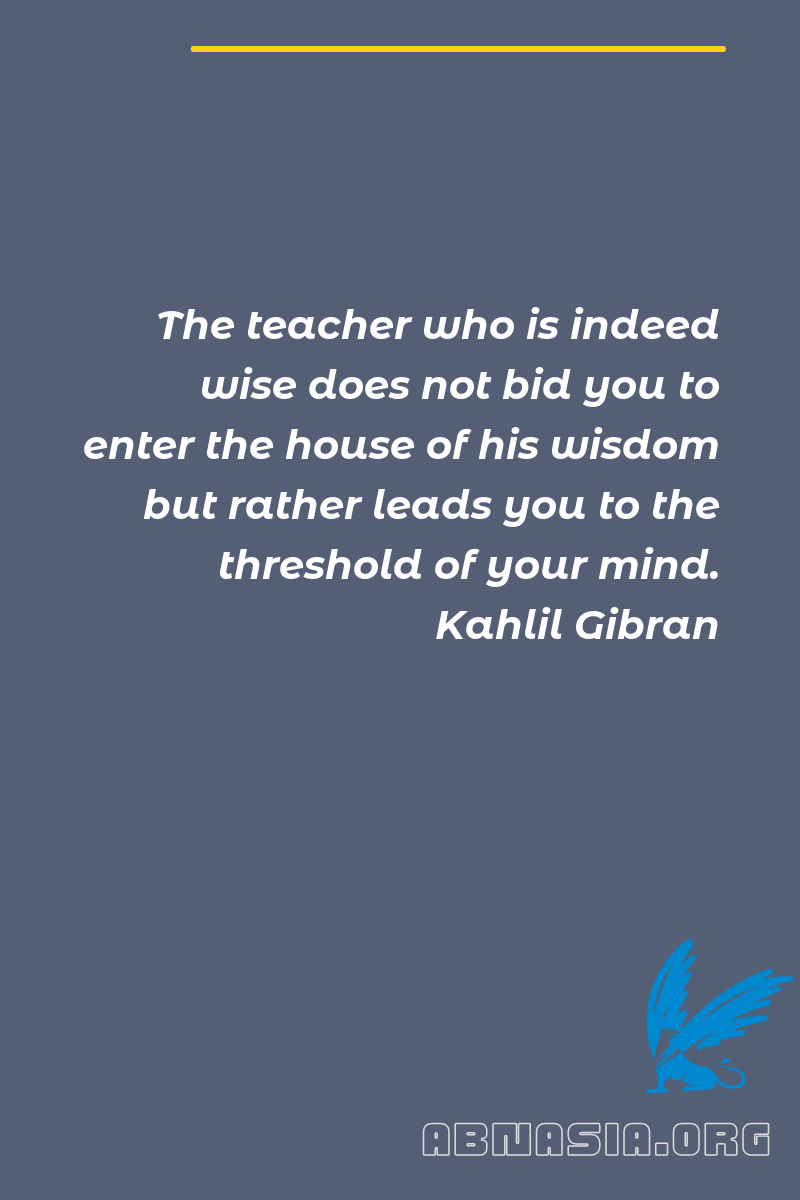 The teacher who is indeed
wise does not bid you to
enter the house of his wisdom
but rather leads you to the
threshold of your mind.
Kahlil Gibran
ABNASIA.ORG